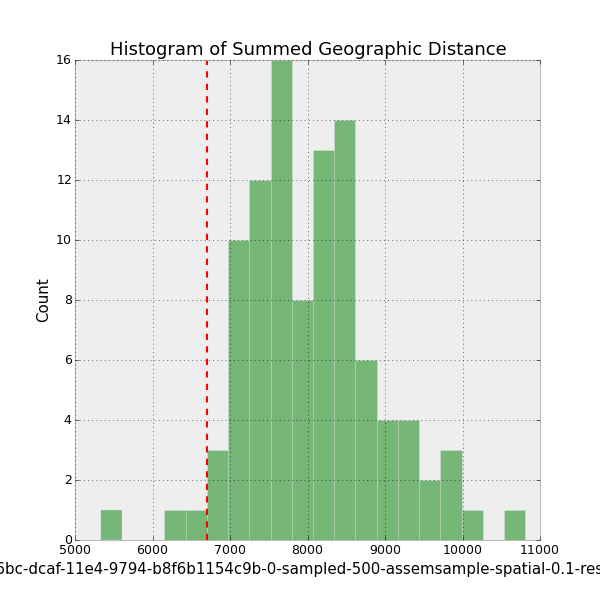 Histogram of Summed Geographic Distance
16
14
12
10
8
6
4
2
0
Count
5000 6000 7000 8000 9000 10000 11000
6bc-dcaf-11e4-9794-b8f6b1154c9b-0-sampled-500-assemsample-spatial-0.1-res